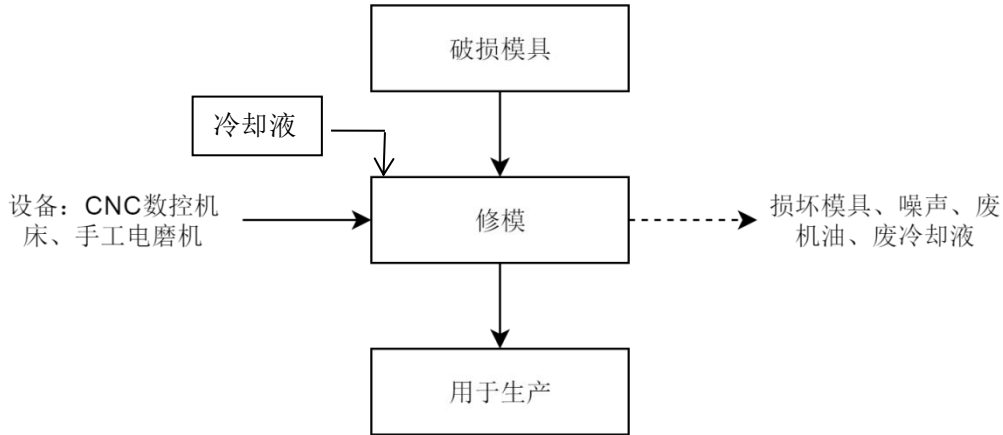 破损模具
冷却液
设备：CNC数控机
床、手工电磨机
修模
损坏模具、噪声、废
机油、废冷却液
用于生产